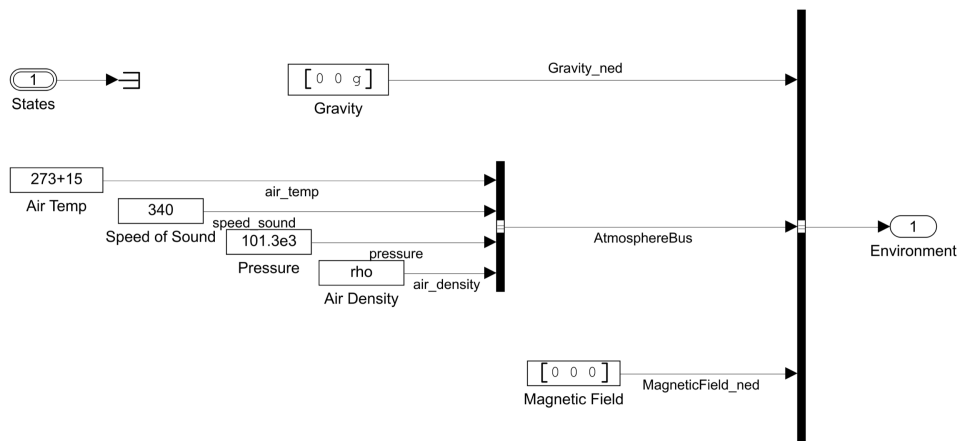 Gravity_ned
1
[0 0 g]
States
Gravity
273+15
air_temp
Air Temp
340
speed_sound
Speed of Sound
101.3e3
pressure
AtmosphereBus
1
Environment
Pressure
rho
air_density
Air Density
[0 0 0]
MagneticField_ned
Magnetic Field